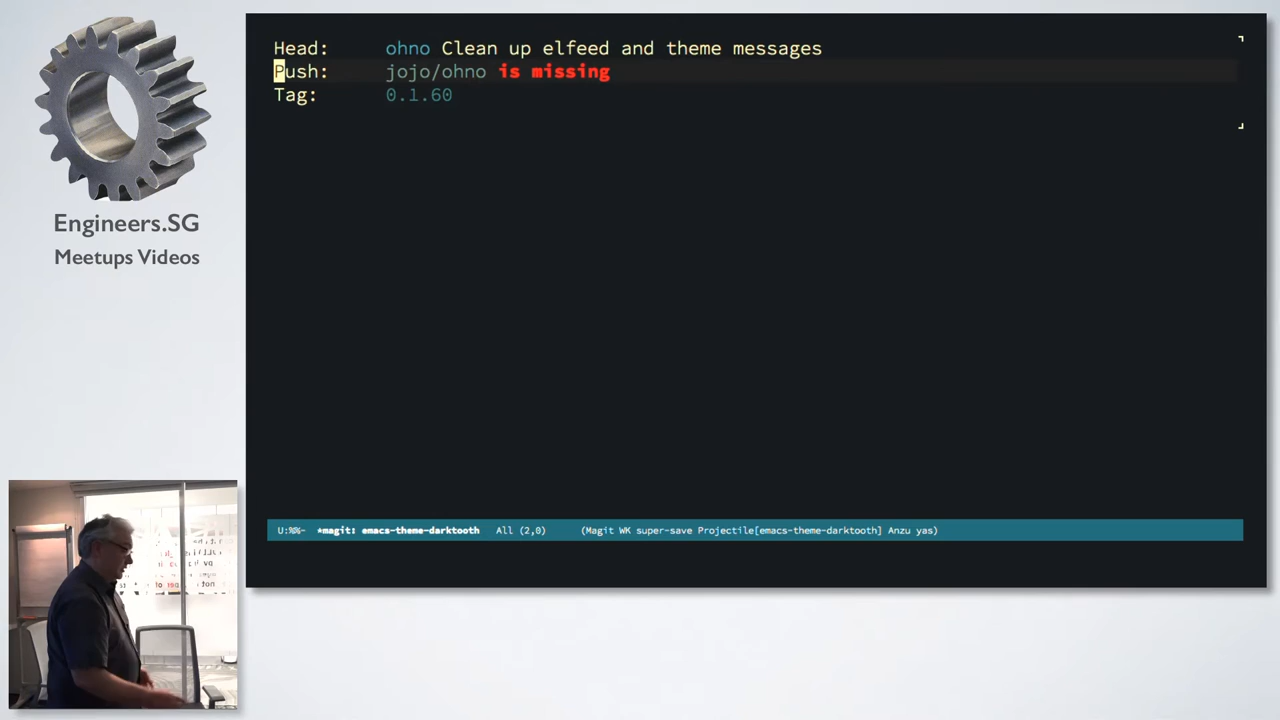 Head: ohno Clean up elfeed and theme messages
Push: jojo/ohno is missing
Tag: 0.1.60
Engineers.SG
Meetups Videos
U:%%- *magit: emacs-theme-darktooth All (2,0) (Magit WK super-save Projectile[emacs-theme-darktooth] Anzu yas)